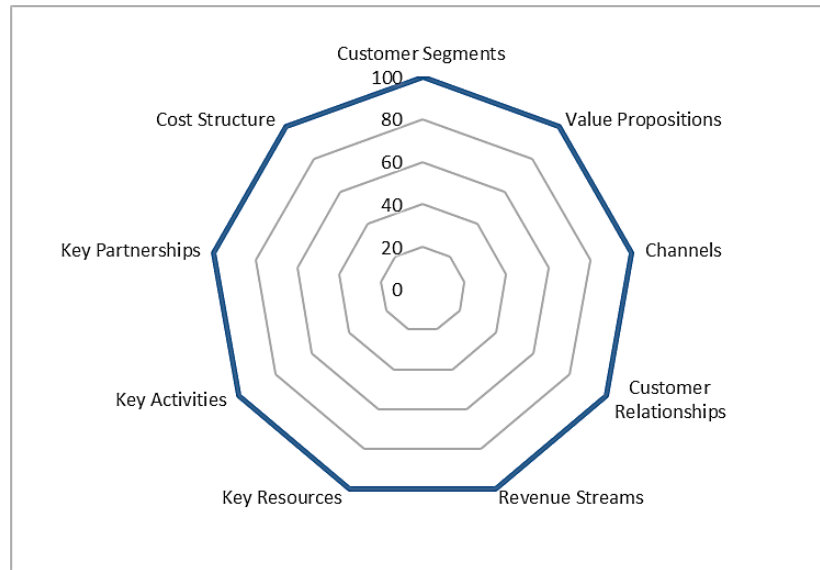 Customer Segments
100
Cost Structure
Value Propositions
80
60
40
Key Partnerships
Channels
20
0
Key Activities
Customer
Relationships
Key Resources
Revenue Streams